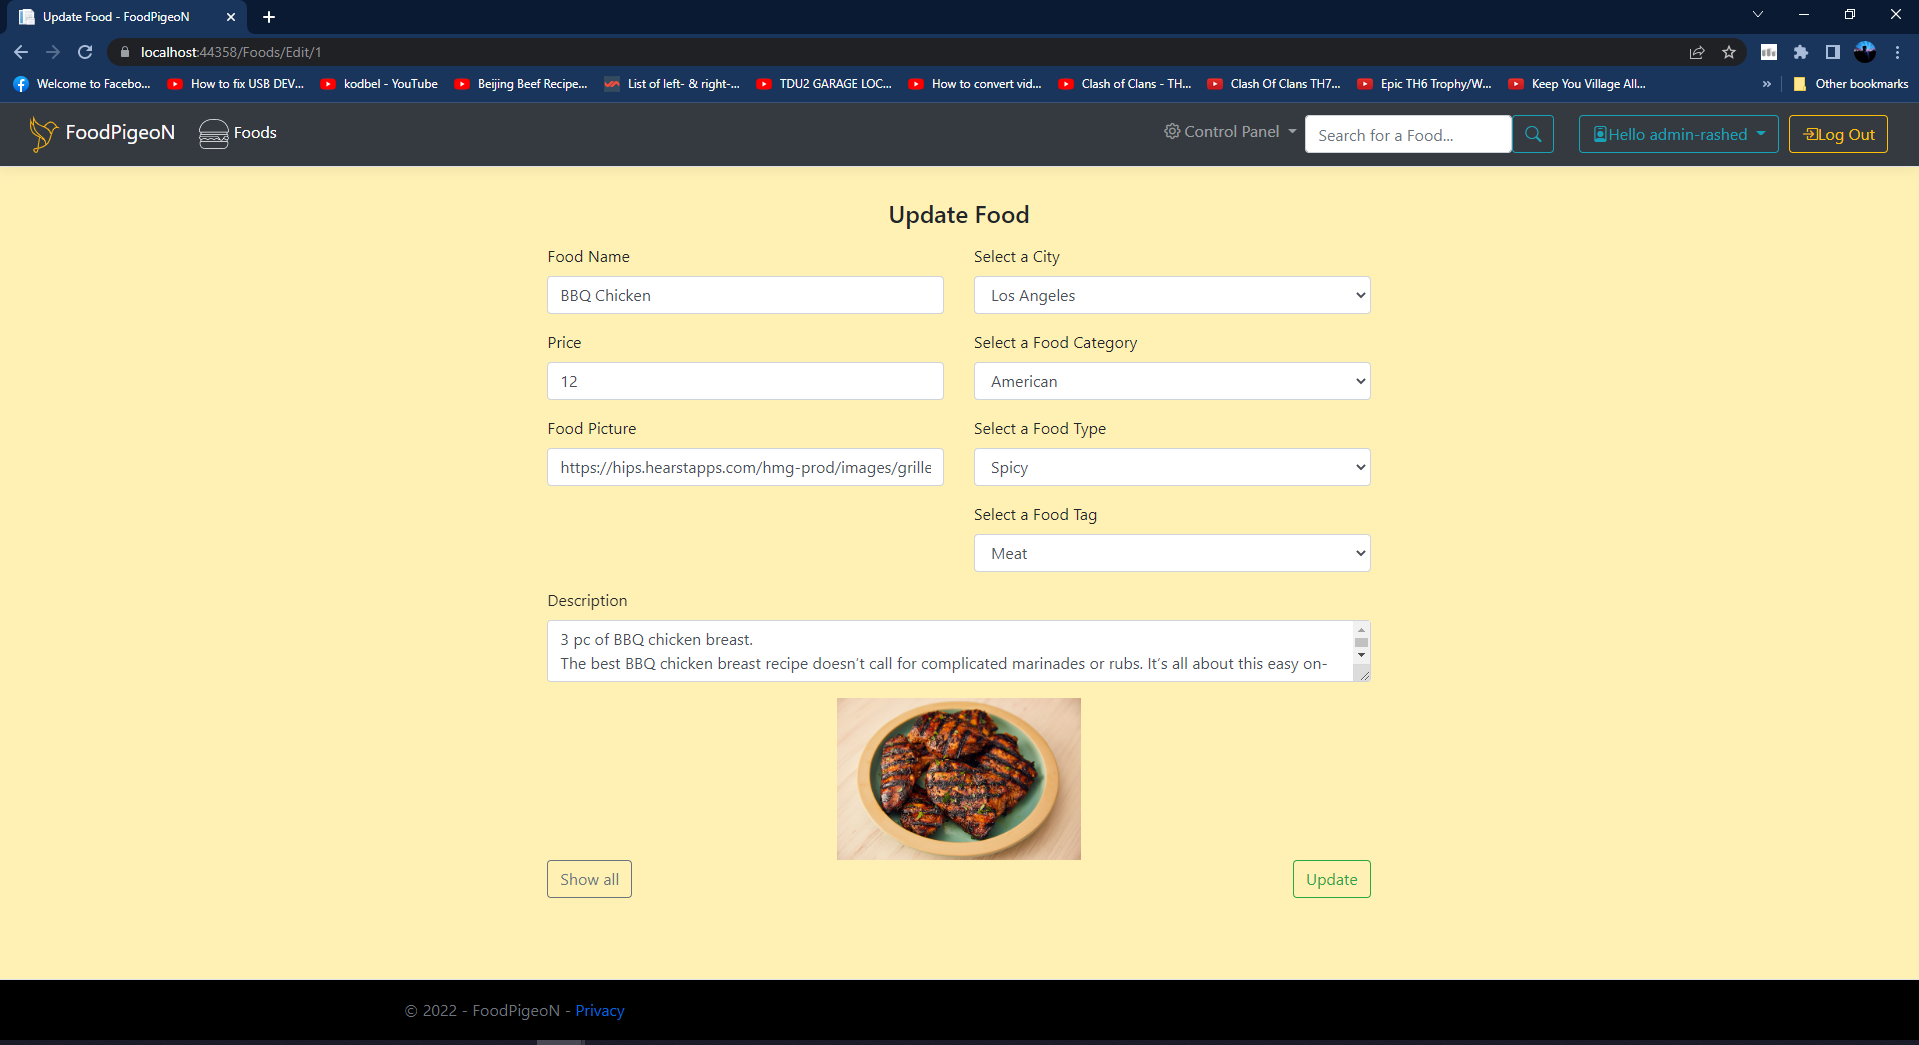 Update Food - FoodPigeoN
localhost:44358/Foods/Edit/1
Welcome to Facebo... How to fix USB DEV... kodbel - YouTube Beijing Beef Recipe... List of left- & right-... TDU2 GARAGE LOC... How to convert vid... Clash of Clans - TH... Clash Of Clans TH7... Epic TH6 Trophy/W... Keep You Village All... » Other bookmarks
FoodPigeoN Foods Control Panel Search for a Food... Hello admin-rashed Log Out
Update Food
Food Name
BBQ Chicken
Select a City
Los Angeles
Price
12
Select a Food Category
American
Food Picture
https://hips.hearstapps.com/hmg-prod/images/grille
Select a Food Type
Spicy
Select a Food Tag
Meat
Description
3 pc of BBQ chicken breast.
The best BBQ chicken breast recipe doesn’t call for complicated marinades or rubs. It’s all about this easy on-
Show all
Update
© 2022 - FoodPigeoN - Privacy